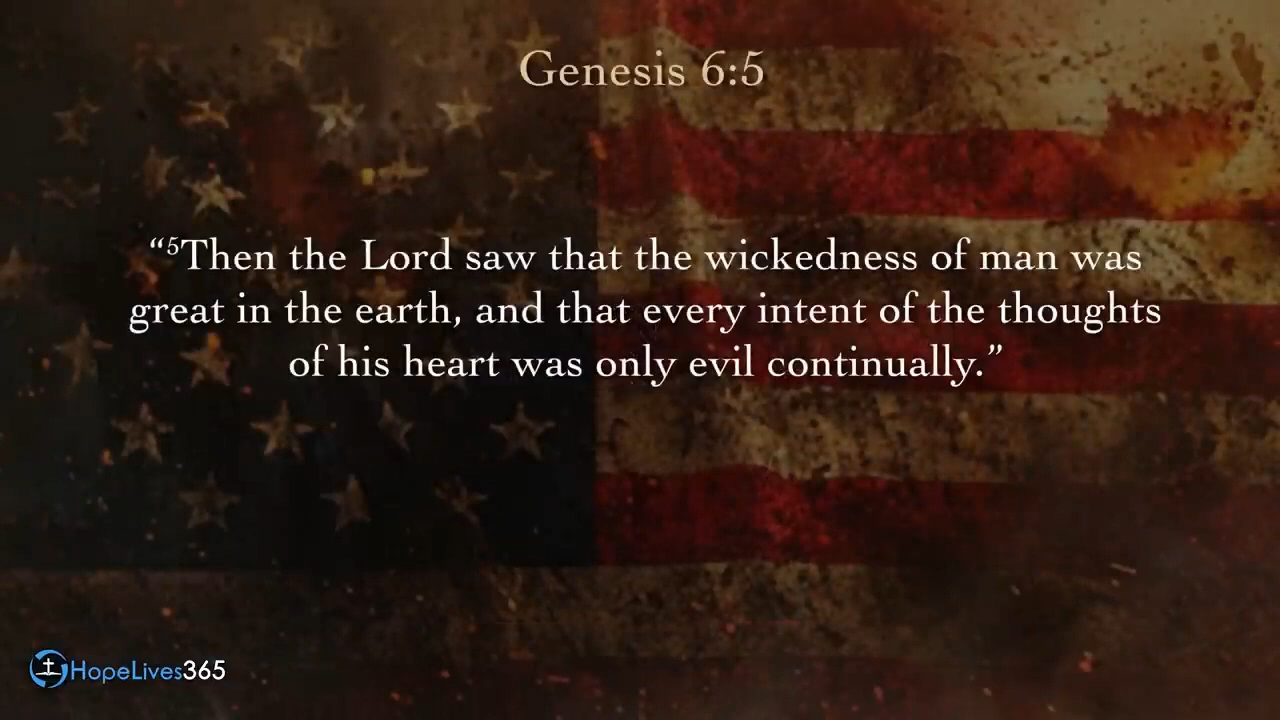 Genesis 6:5
“⁵Then the Lord saw that the wickedness of man was
great in the earth, and that every intent of the thoughts
of his heart was only evil continually.”
HopeLives365